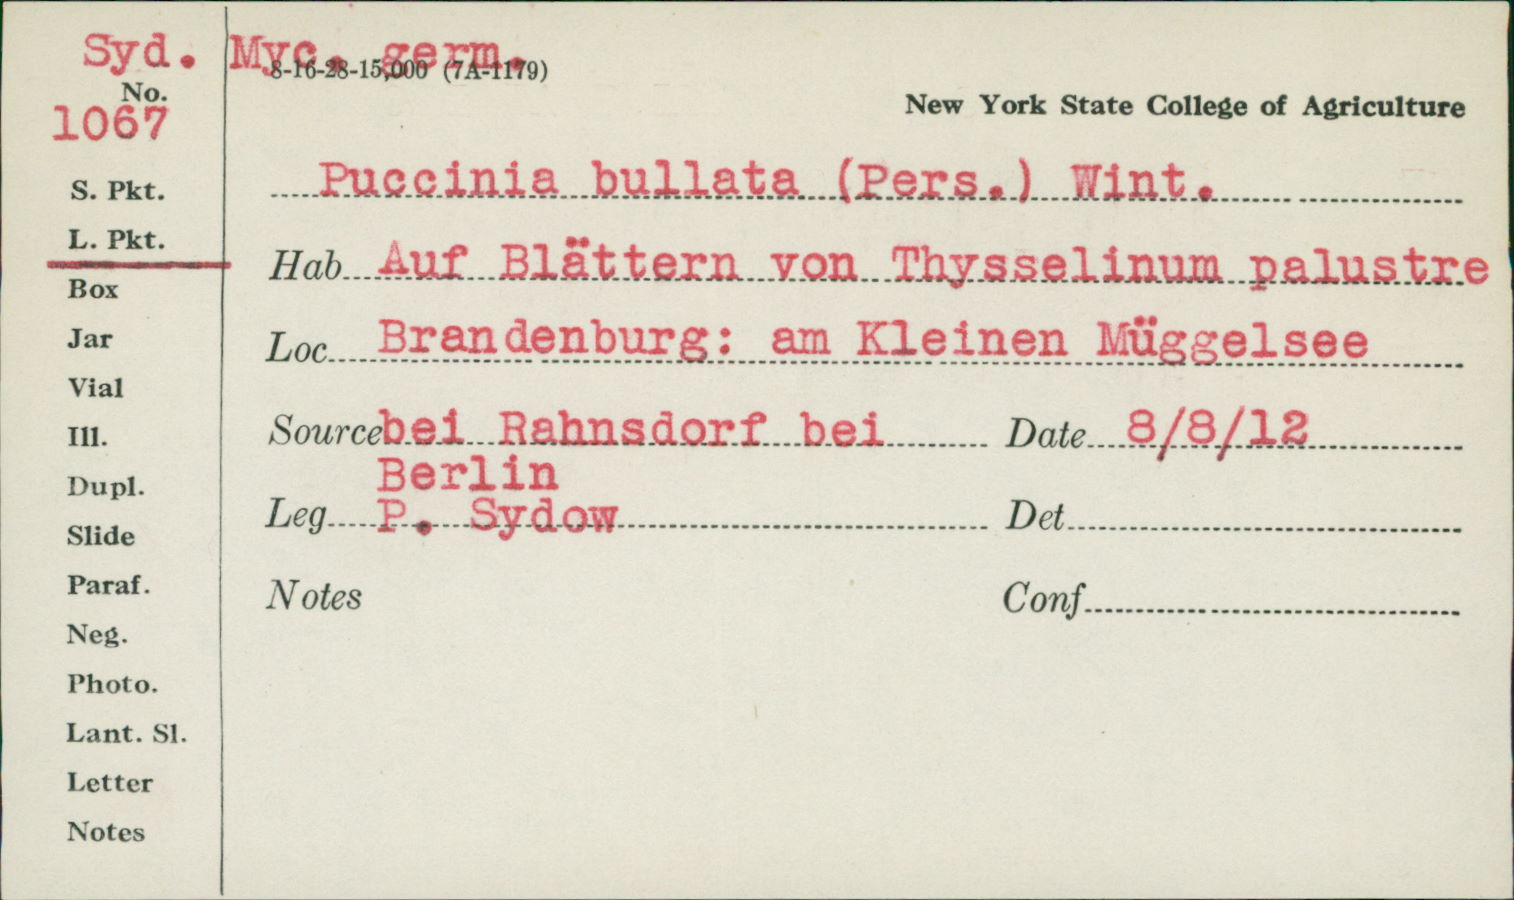 Syd. Myc. germ.
8-16-28-15,000 (7A-1179)
No.
1067
New York State College of Agriculture
S. Pkt.
Puccinia bullata (Pers.) Wint.
L. Pkt.
Hab Auf Blättern von Thysselinum palustre
Box
Jar
Loc Brandenburg: am Kleinen Müggelsee
Vial
Ill.
Source bei Rahnsdorf bei Date 8/8/12
Berlin
Dupl.
Leg P. Sydow Det
Slide
Paraf.
Notes Conf
Neg.
Photo.
Lant. Sl.
Letter
Notes